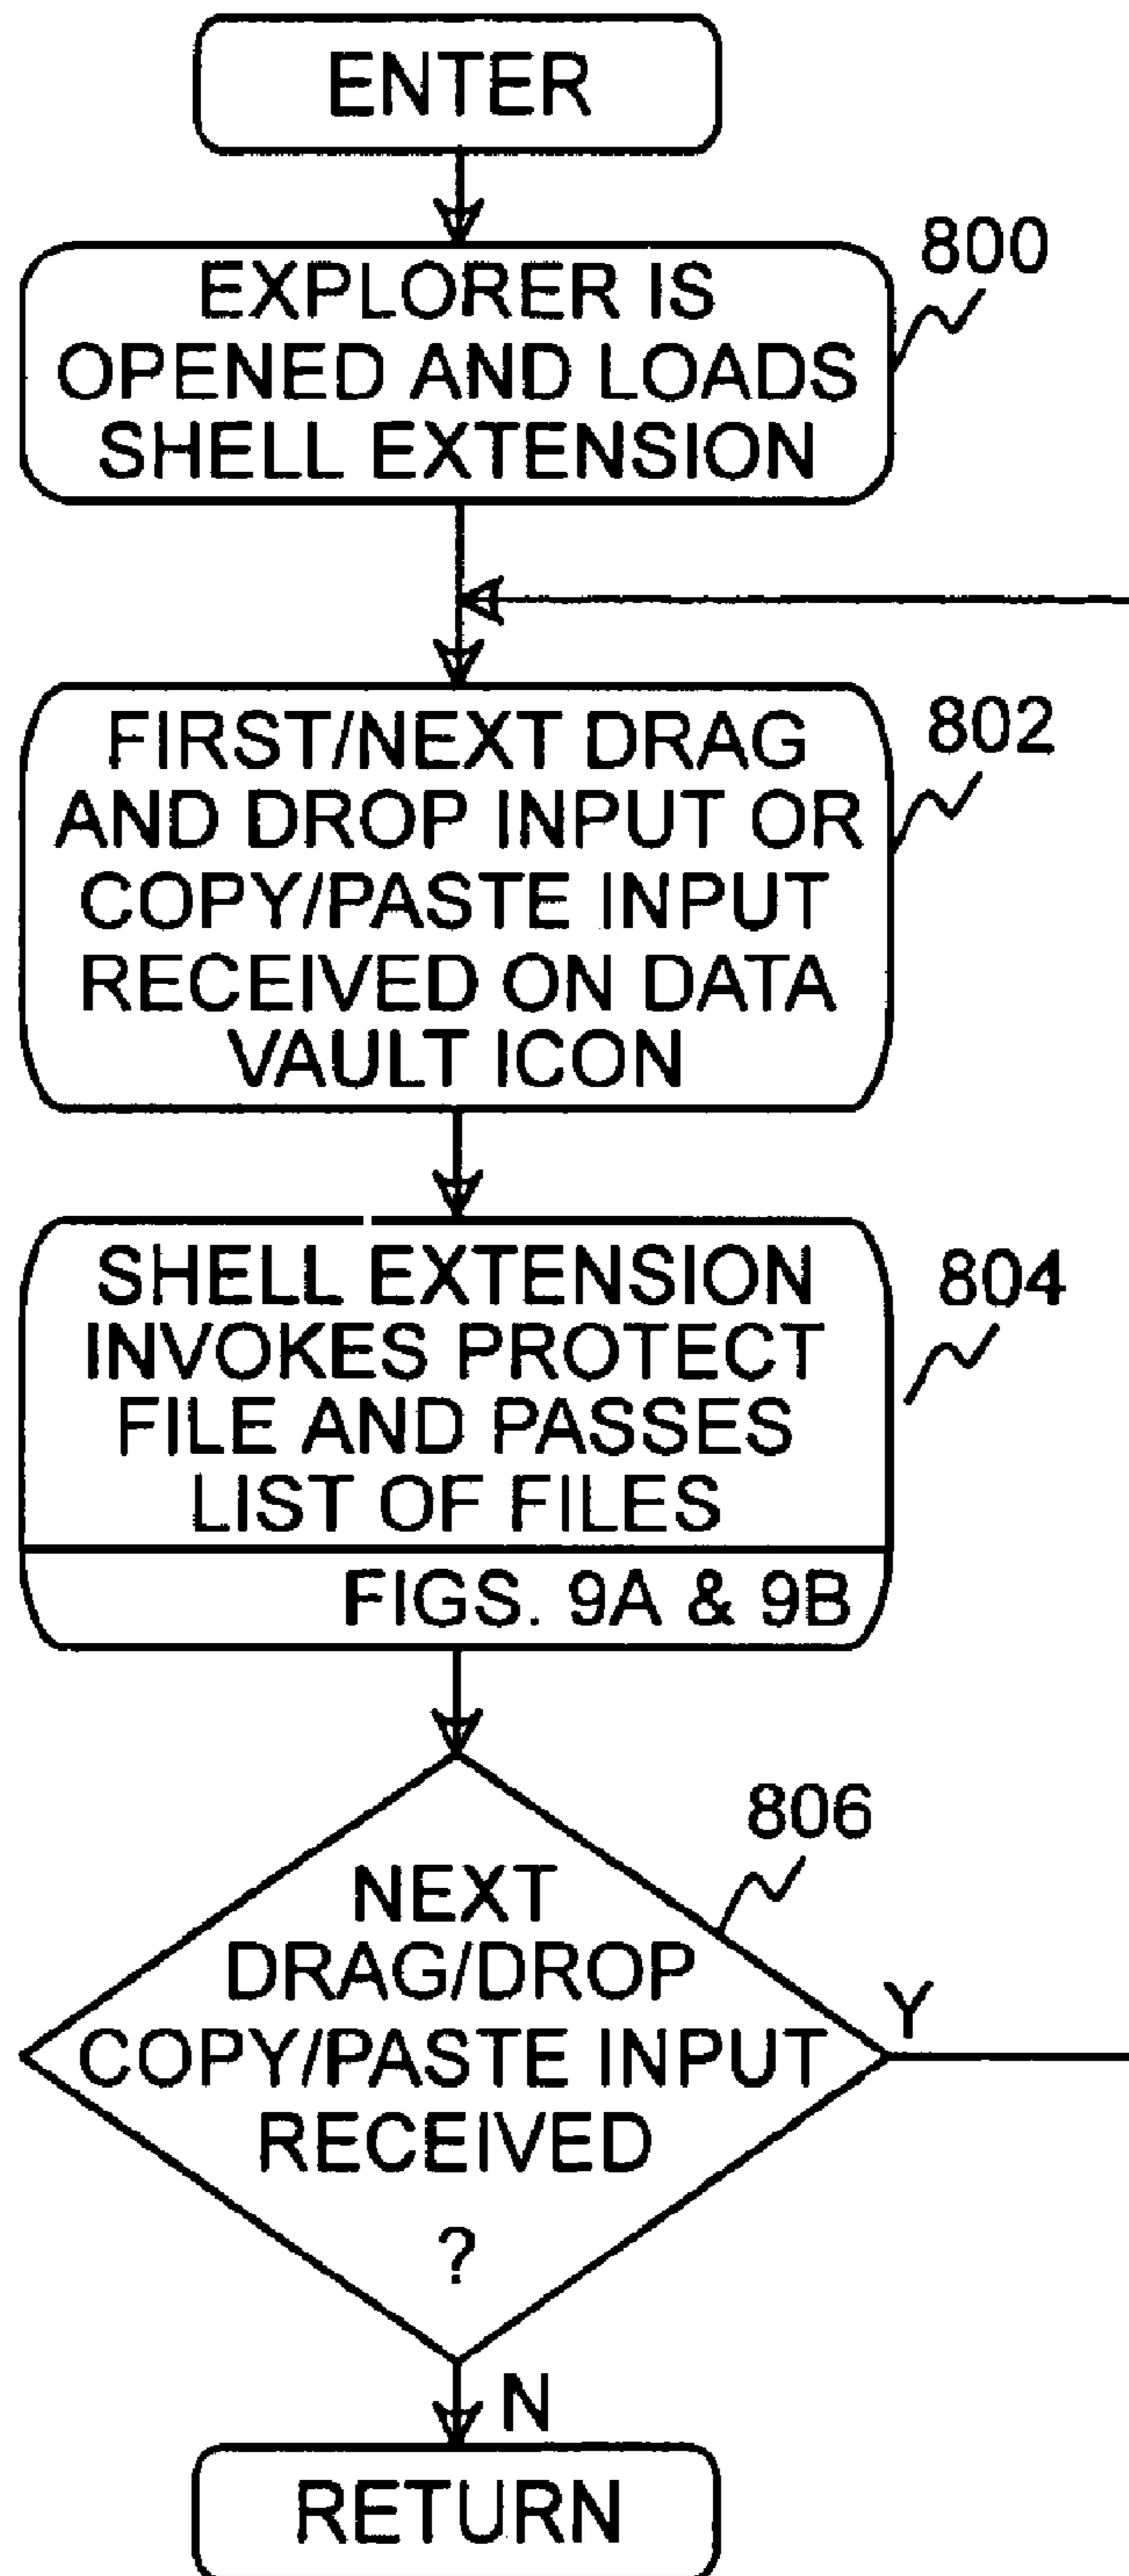 ENTER
800
EXPLORER IS
OPENED AND LOADS
SHELL EXTENSION
802
FIRST/NEXT DRAG
AND DROP INPUT OR
COPY/PASTE INPUT
RECEIVED ON DATA
VAULT ICON
804
SHELL EXTENSION
INVOKES PROTECT
FILE AND PASSES
LIST OF FILES
FIGS. 9A & 9B
806
NEXT
DRAG/DROP
COPY/PASTE INPUT
RECEIVED
?
Y
N
RETURN